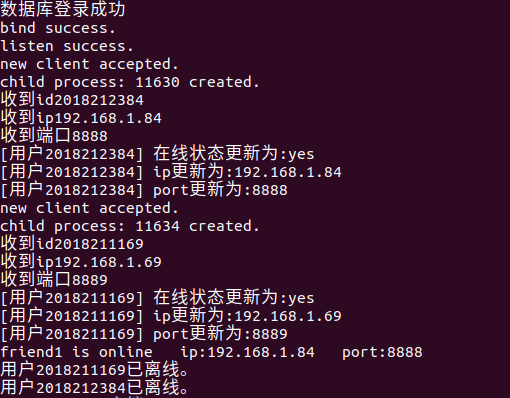 数据库登录成功
bind success.
listen success.
new client accepted.
child process: 11630 created.
收到id2018212384
收到ip192.168.1.84
收到端口8888
[用户2018212384] 在线状态更新为:yes
[用户2018212384] ip更新为:192.168.1.84
[用户2018212384] port更新为:8888
new client accepted.
child process: 11634 created.
收到id2018211169
收到ip192.168.1.69
收到端口8889
[用户2018211169] 在线状态更新为:yes
[用户2018211169] ip更新为:192.168.1.69
[用户2018211169] port更新为:8889
friend1 is online   ip:192.168.1.84   port:8888
用户2018211169已离线。
用户2018212384已离线。